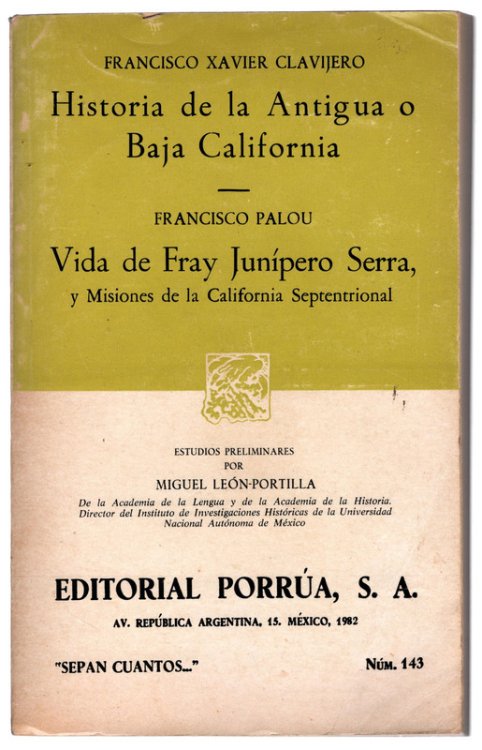 FRANCISCO XAVIER CLAVIJERO
Historia de la Antigua o
Baja California
FRANCISCO PALOU
Vida de Fray Junípero Serra,
y Misiones de la California Septentrional
ESTUDIOS PRELIMINARES
POR
MIGUEL LEÓN-PORTILLA
De la Academia de la Lengua y de la Academia de la Historia.
Director del Instituto de Investigaciones Históricas de la Universidad
Nacional Autónoma de México
EDITORIAL PORRÚA, S. A.
AV. REPÚBLICA ARGENTINA, 15. MÉXICO, 1982
"SEPAN CUANTOS..." NÚM. 143